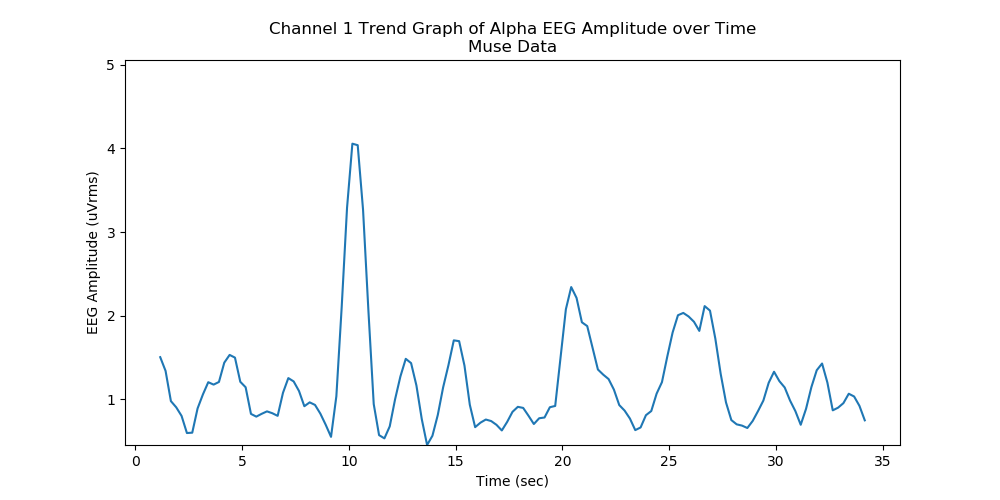 Channel 1 Trend Graph of Alpha EEG Amplitude over Time
Muse Data
5
4
3
2
1
EEG Amplitude (uVrms)
0 5 10 15 20 25 30 35
Time (sec)